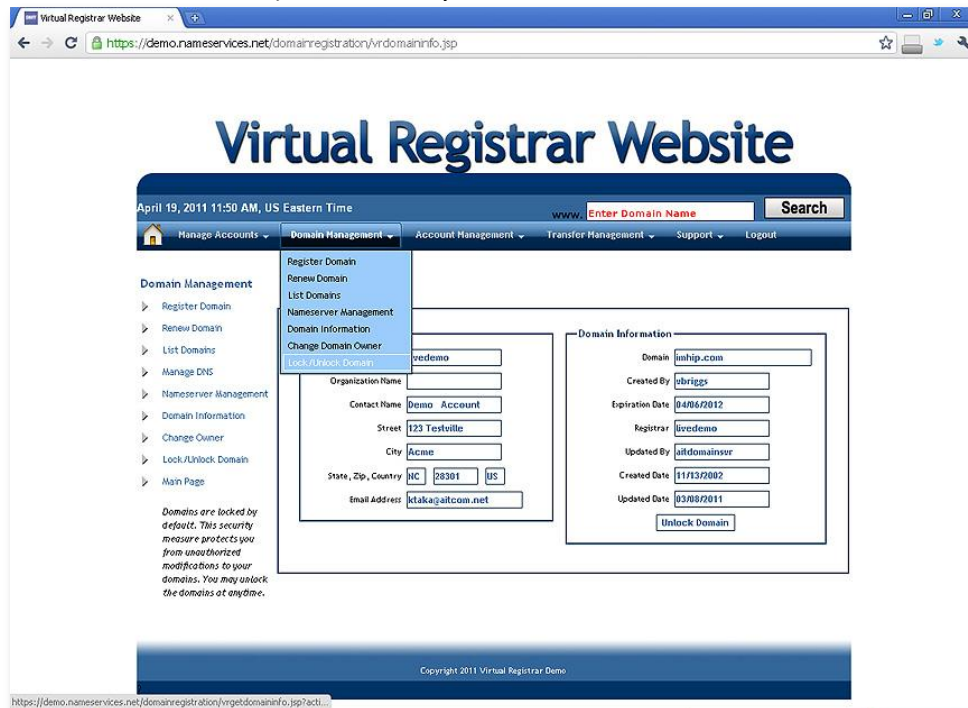 Virtual Registrar Website
https://demo.nameservices.net/domainregistration/vrdomaininfo.jsp
Virtual Registrar Website
April 19, 2011 11:50 AM, US Eastern Time
www. Enter Domain Name Search
Manage Accounts Domain Management Account Management Transfer Management Support Logout
Register Domain
Renew Domain
List Domains
Nameserver Management
Domain Information
Change Domain Owner
Lock/Unlock Domain
Domain Management
Register Domain
Renew Domain
List Domains
Manage DNS
Nameserver Management
Domain Information
Change Owner
Lock/Unlock Domain
Main Page
Domains are locked by
default. This security
measure protects you
from unauthorized
modifications to your
domains. You may unlock
the domains at anytime.
vedemo
Organization Name
Contact Name Demo Account
Street 123 Testville
City Acme
State, Zip, Country NC 28301 US
Email Address ktaka@aitcom.net
Domain Information
Domain imhip.com
Created By vbriggs
Expiration Date 04/06/2012
Registrar livedemo
Updated By aitdomainsvr
Created Date 11/13/2002
Updated Date 03/08/2011
Unlock Domain
Copyright 2011 Virtual Registrar Demo
https://demo.nameservices.net/domainregistration/vrgetdomaininfo.jsp?acti...